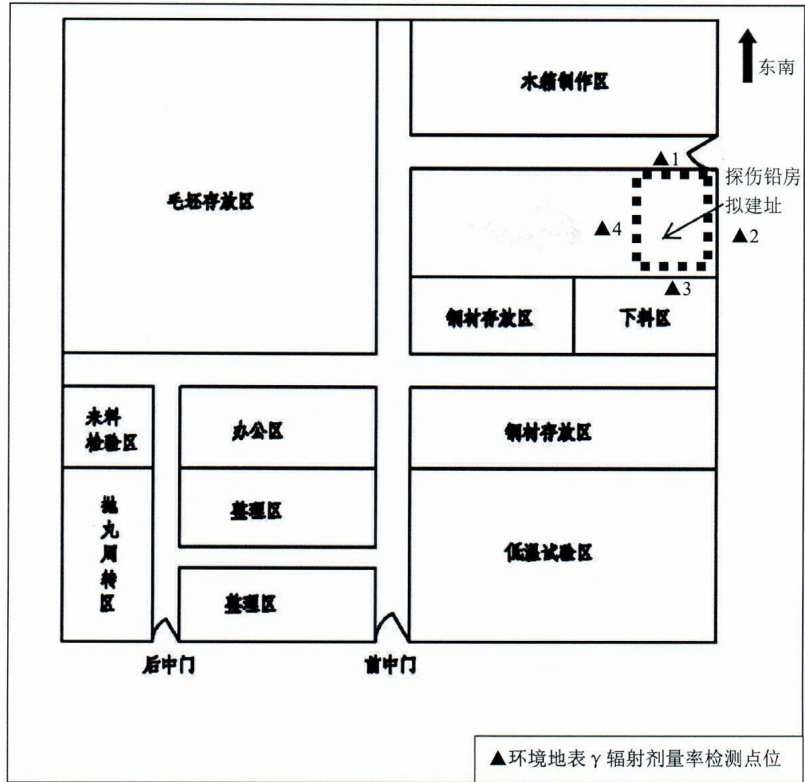 木箱制作区
东南
▲1
探伤铅房
拟建址
毛坯存放区
▲4
▲2
▲3
钢材存放区
下料区
来料
检验区
办公区
钢材存放区
整理区
抛丸周转区
低温试验区
整理区
后中门
前中门
▲环境地表γ辐射剂量率检测点位